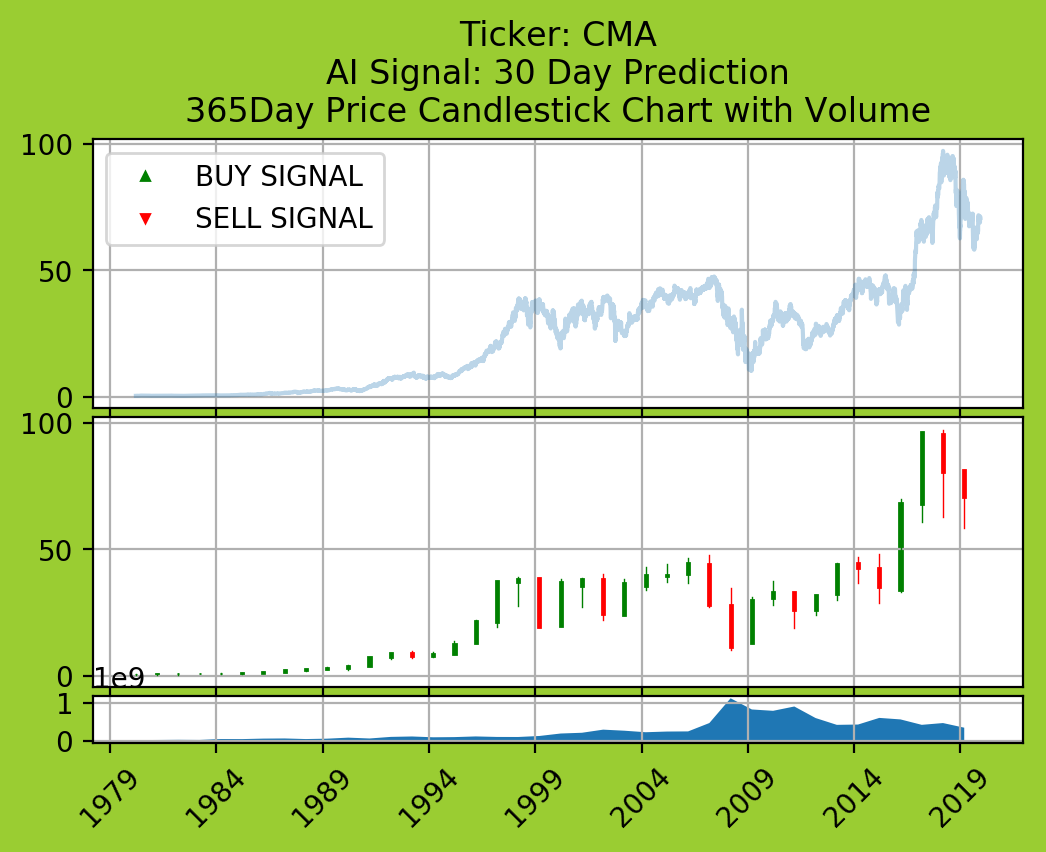 Ticker: CMA
AI Signal: 30 Day Prediction
365Day Price Candlestick Chart with Volume
100
BUY SIGNAL
SELL SIGNAL
50
0
100
50
0
1e9
1
0
1979 1984 1989 1994 1999 2004 2009 2014 2019